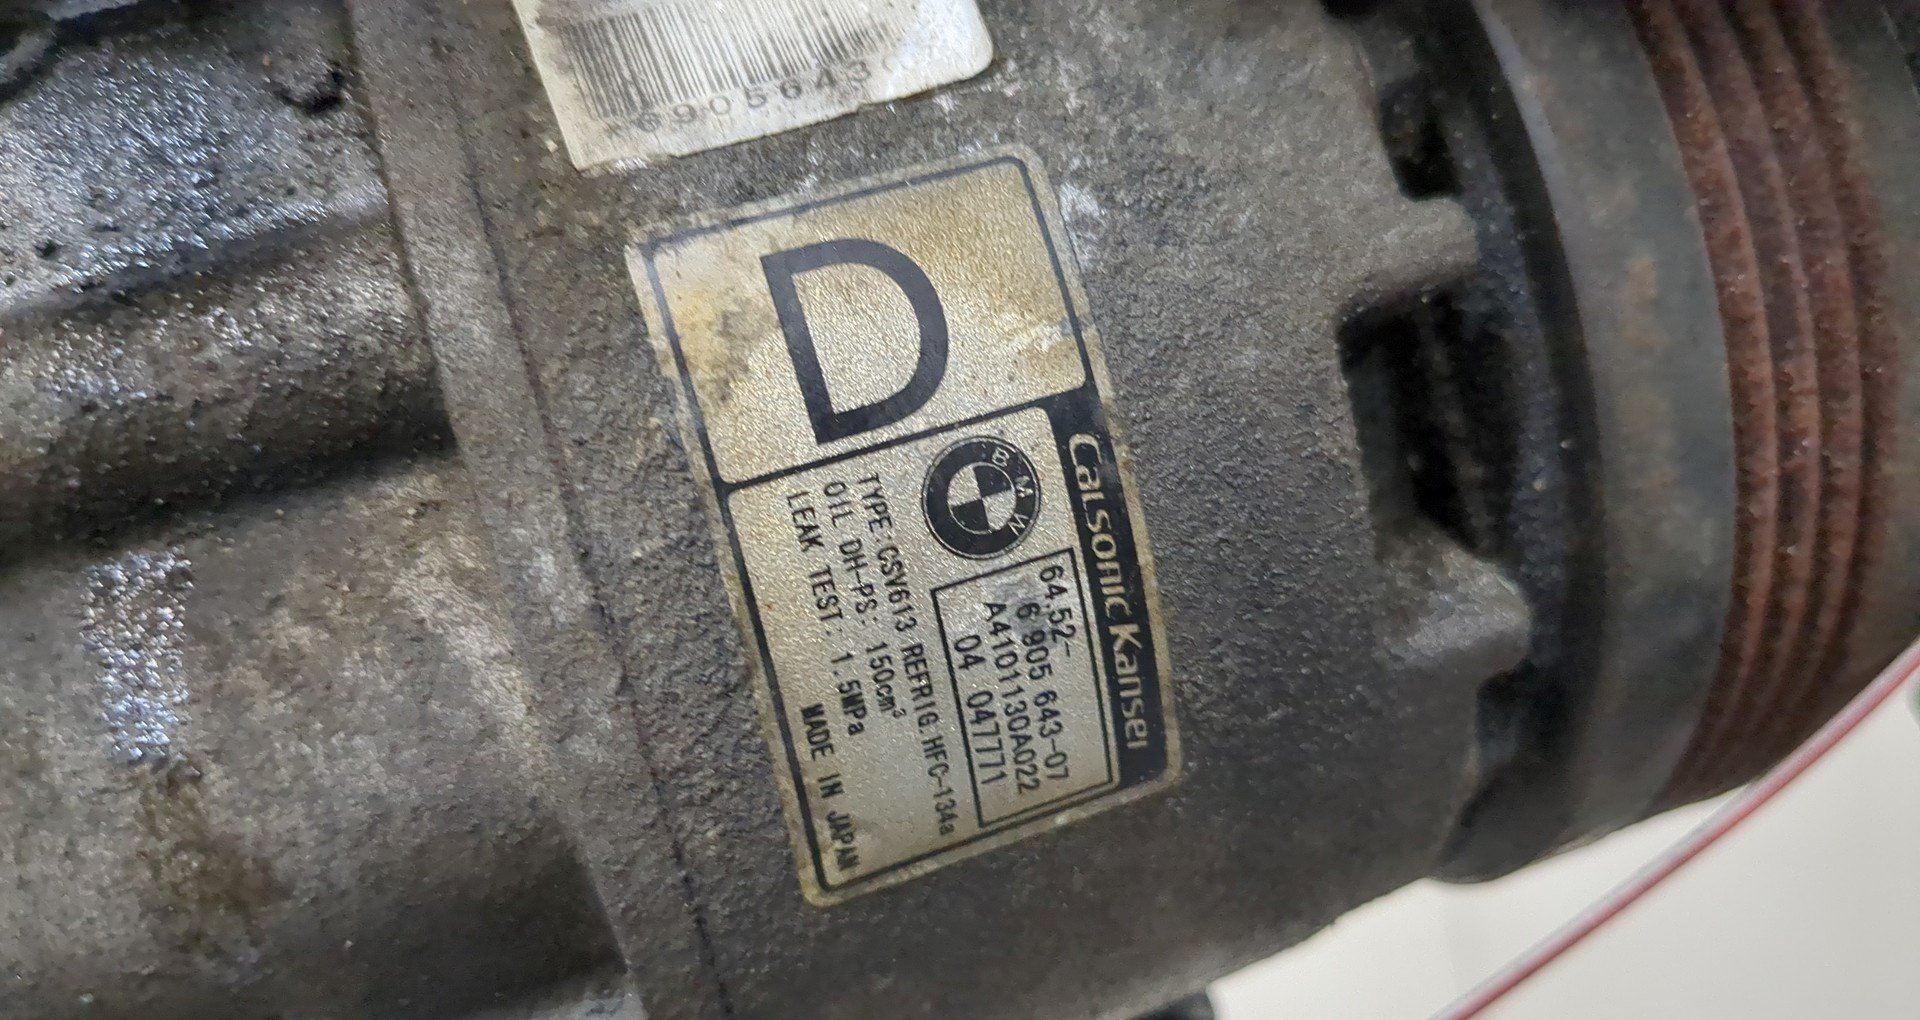 *6905643
D
Calsonic Kansei
BMW
64.52-
6 905 643-07
A4101130A022
04 047771
TYPE:CSV613 REFRIG.HFC-134a
OIL DH-PS: 150cm³
LEAK TEST: 1.5MPa
MADE IN JAPAN